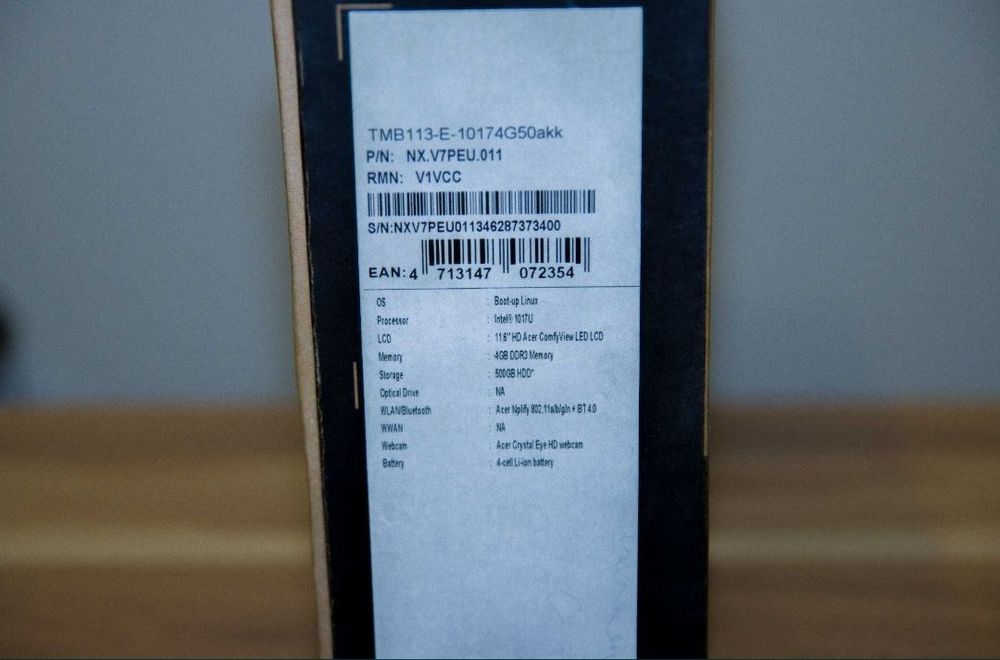 TMB113-E-10174G50akk
P/N: NX.V7PEU.011
RMN: V1VCC
S/N:NXV7PEU011346287373400
EAN: 4 713147 072354
OS : Boot-up Linux
Processor : Intel® 1017U
LCD : 11.6" HD Acer ComfyView LED LCD
Memory : 4GB DDR3 Memory
Storage : 500GB HDD*
Optical Drive : NA
WLAN/Bluetooth : Acer Nplify 802.11a/b/g/n + BT 4.0
WWAN : NA
Webcam : Acer Crystal Eye HD webcam
Battery : 4-cell Li-ion battery